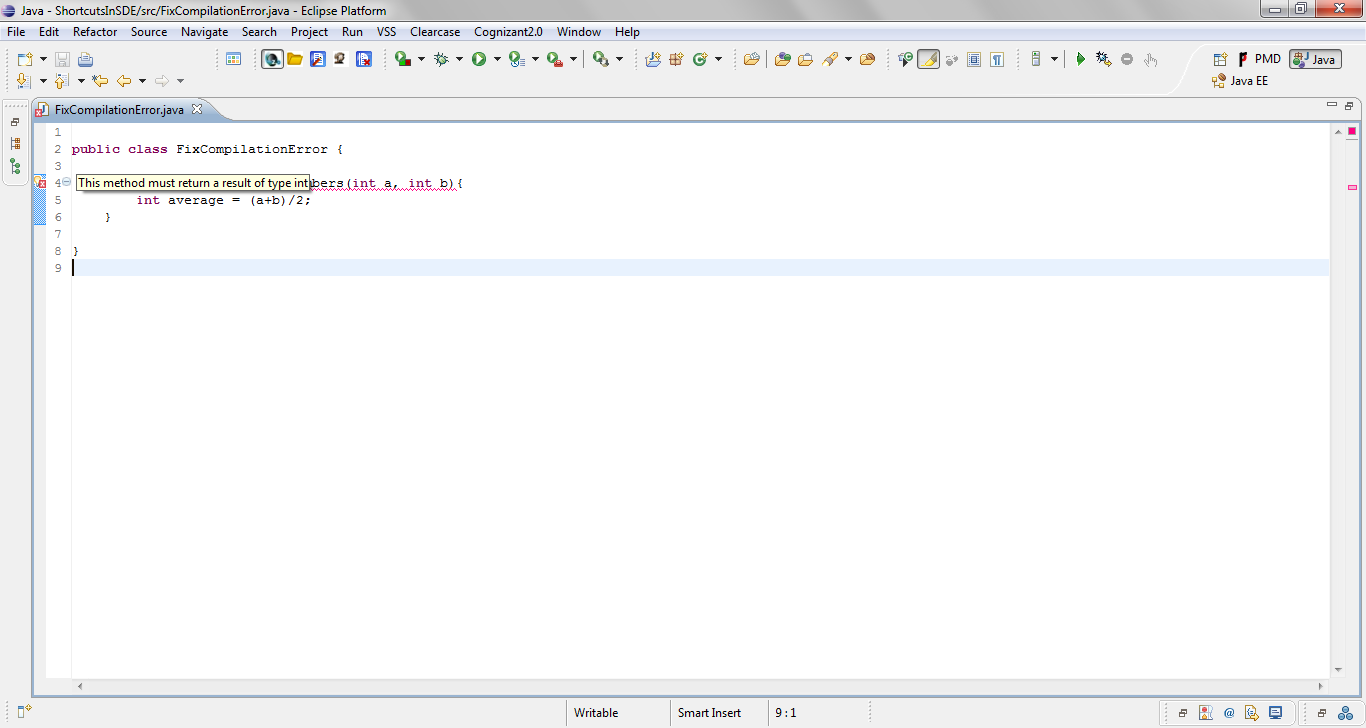 Java - ShortcutsInSDE/src/FixCompilationError.java - Eclipse Platform
File Edit Refactor Source Navigate Search Project Run VSS Clearcase Cognizant2.0 Window Help
PMD Java
Java EE
FixCompilationError.java
1
2 public class FixCompilationError {
3
4 This method must return a result of type int bers(int a, int b){
5 int average = (a+b)/2;
6 }
7
8 }
9
Writable Smart Insert 9 : 1